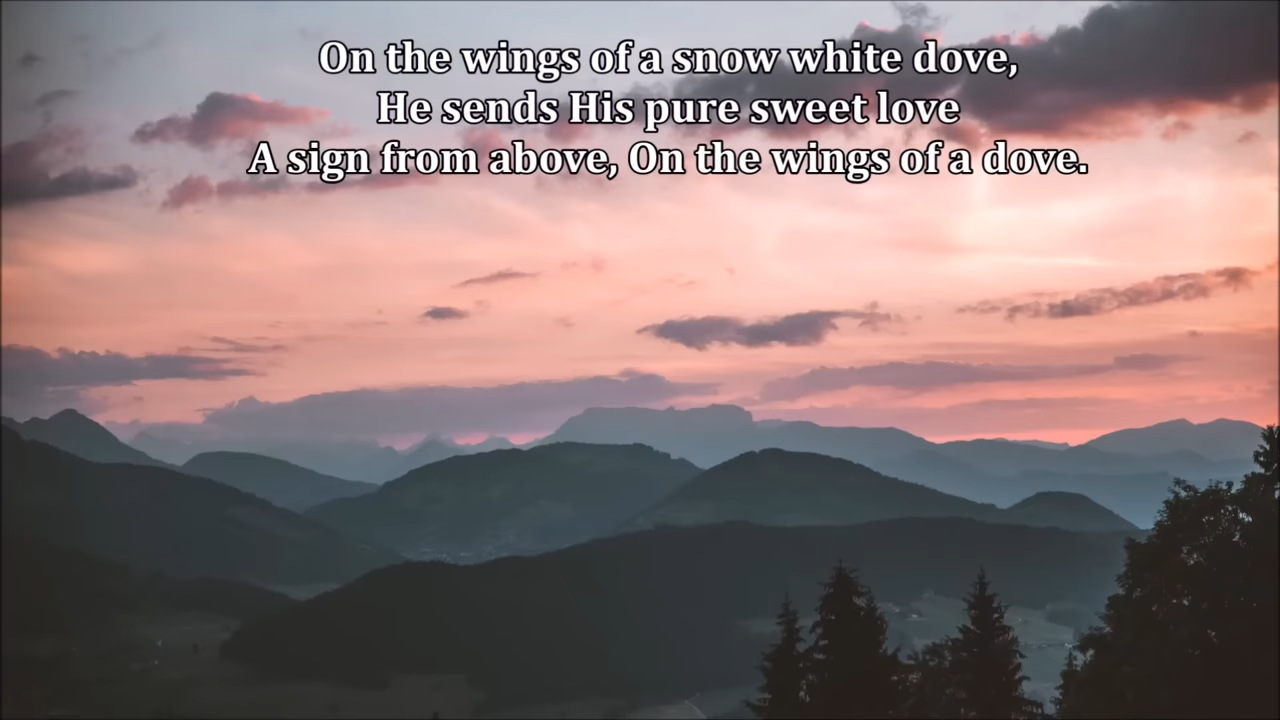 On the wings of a snow white dove,
He sends His pure sweet love
A sign from above, On the wings of a dove.